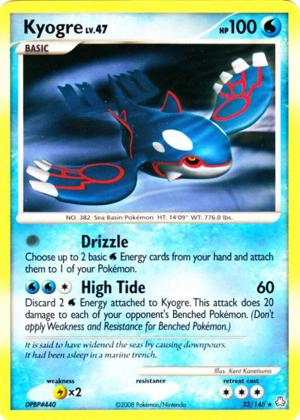 Kyogre LV.47
HP 100
BASIC
NO. 382 Sea Basin Pokémon HT: 14'09" WT: 776.0 lbs.
Drizzle
Choose up to 2 basic Energy cards from your hand and attach
them to 1 of your Pokémon.
High Tide 60
Discard 2 Energy attached to Kyogre. This attack does 20
damage to each of your opponent's Benched Pokémon. (Don't
apply Weakness and Resistance for Benched Pokémon.)
Illus. Kent Kanetsuna
It is said to have widened the seas by causing downpours.
It had been asleep in a marine trench.
weakness resistance retreat cost
×2
DPBP#440 ©2008 Pokémon/Nintendo 32/146 ★